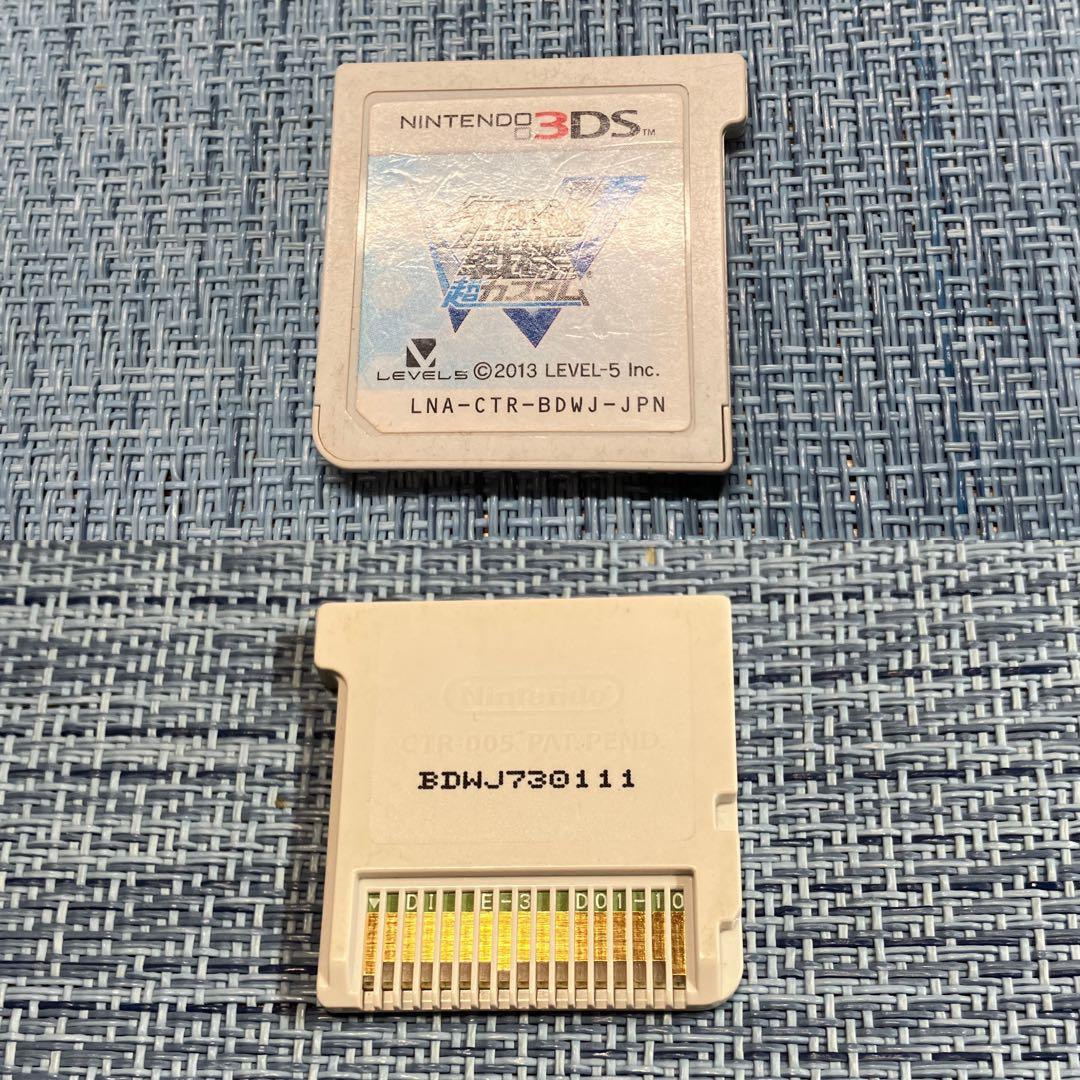 NINTENDO 3DS™
超カスタム
LEVEL5 ©2013 LEVEL-5 Inc.
LNA-CTR-BDWJ-JPN
Nintendo
CTR-005 PAT.PEND.
BDWJ730111
▼ DI E-3 D01-10